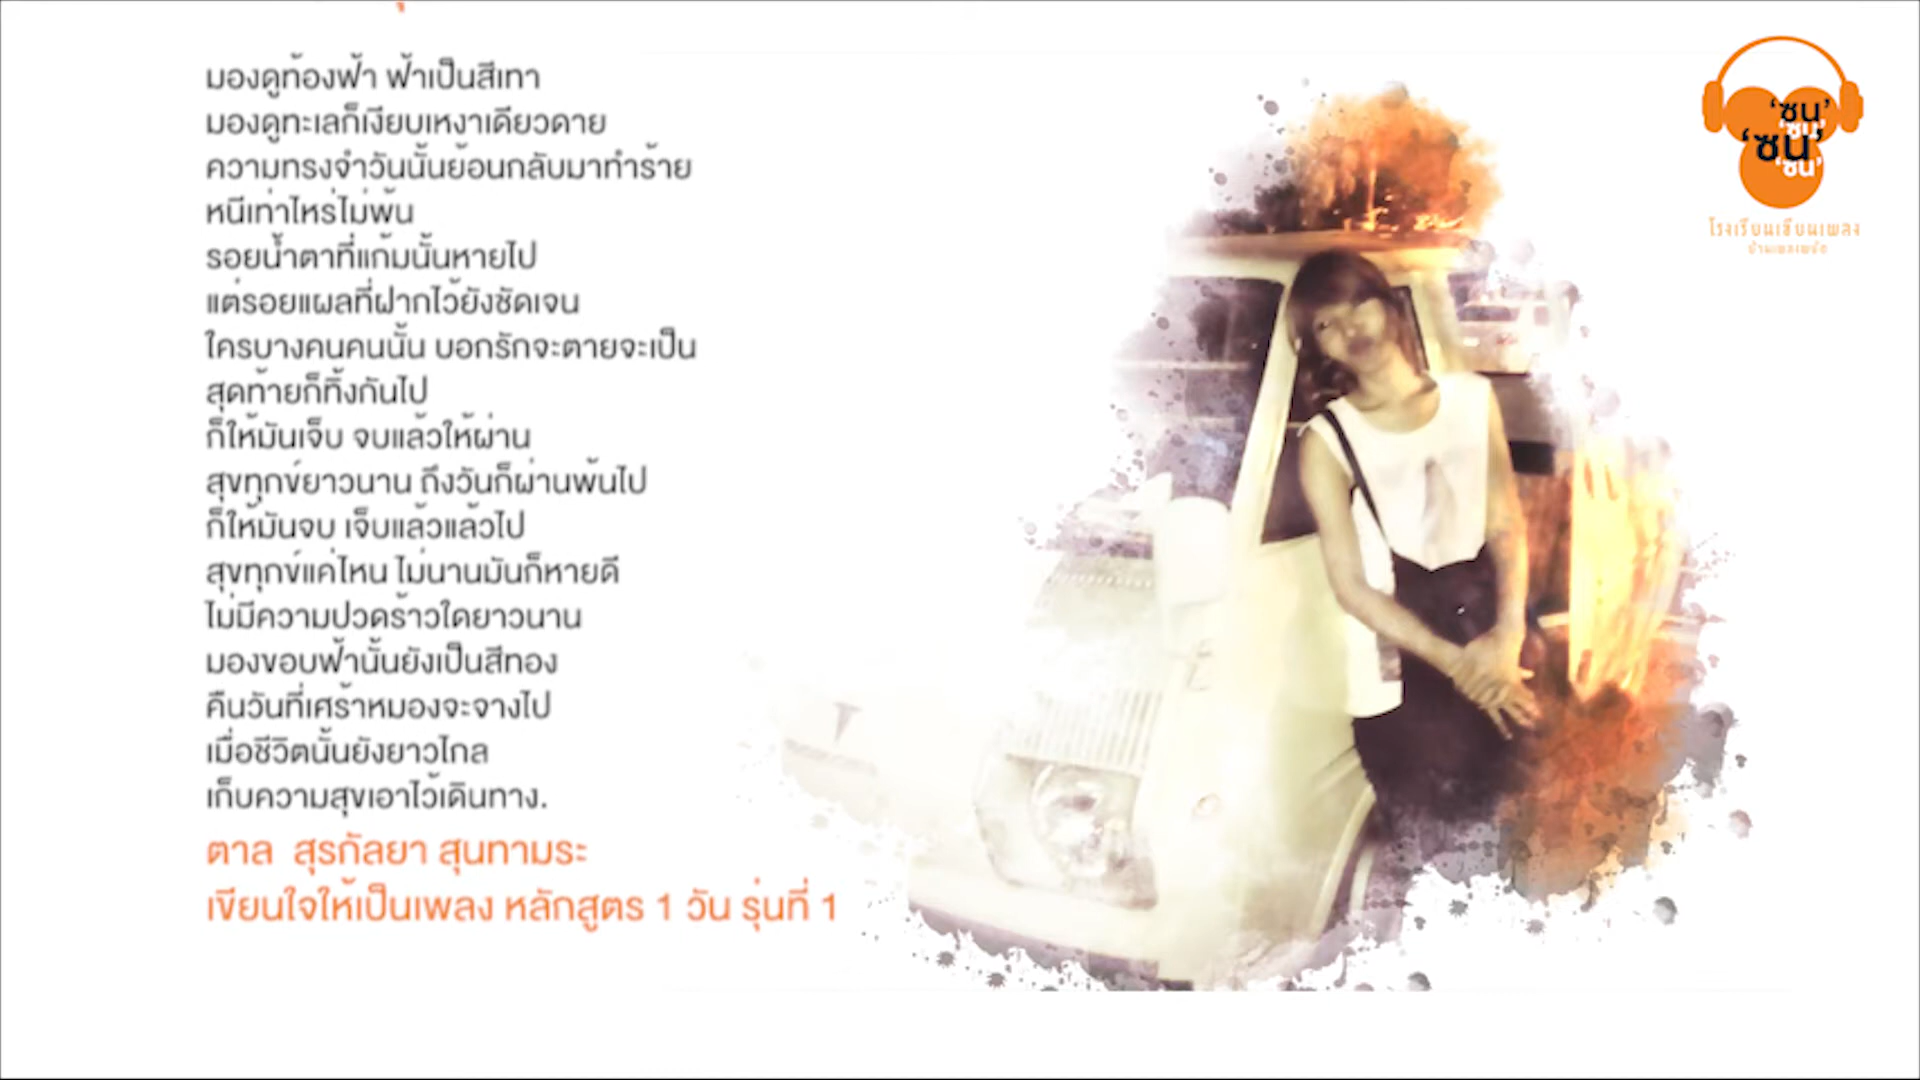 มองดูท้องฟ้า ฟ้าเป็นสีเทา
มองดูทะเลก็เงียบเหงาเดียวดาย
ความทรงจำวันนั้นย้อนกลับมาทำร้าย
หนีเท่าไหร่ไม่พ้น
รอยน้ำตาที่แก้มนั้นหายไป
แต่รอยแผลที่ฝากไว้ยังชัดเจน
ใครบางคนคนนั้น บอกรักจะตายจะเป็น
สุดท้ายก็ทิ้งกันไป
ก็ให้มันเจ็บ จบแล้วให้ผ่าน
สุขทุกข์ยาวนาน ถึงวันก็ผ่านพ้นไป
ก็ให้มันจบ เจ็บแล้วแล้วไป
สุขทุกข์แค่ไหน ไม่นานมันก็หายดี
ไม่มีความปวดร้าวใดยาวนาน
มองขอบฟ้านั้นยังเป็นสีทอง
คืนวันที่เศร้าหมองจะจางไป
เมื่อชีวิตนั้นยังยาวไกล
เก็บความสุขเอาไว้เดินทาง.
ตาล สุรกัลยา สุนทามระ
เขียนใจให้เป็นเพลง หลักสูตร 1 วัน รุ่นที่ 1
‘ซน’
‘ซน’
‘ซน’
‘ซน’
โรงเรียนเขียนเพลง